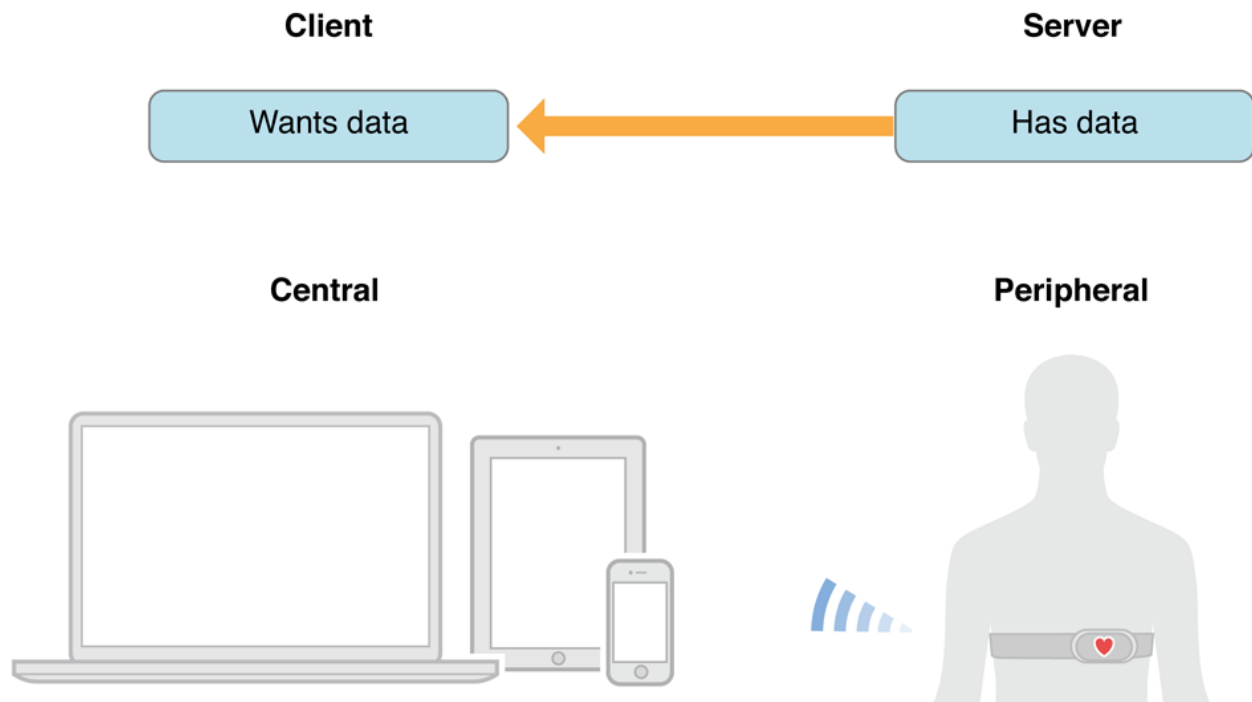 Client
Server
Wants data
Has data
Central
Peripheral